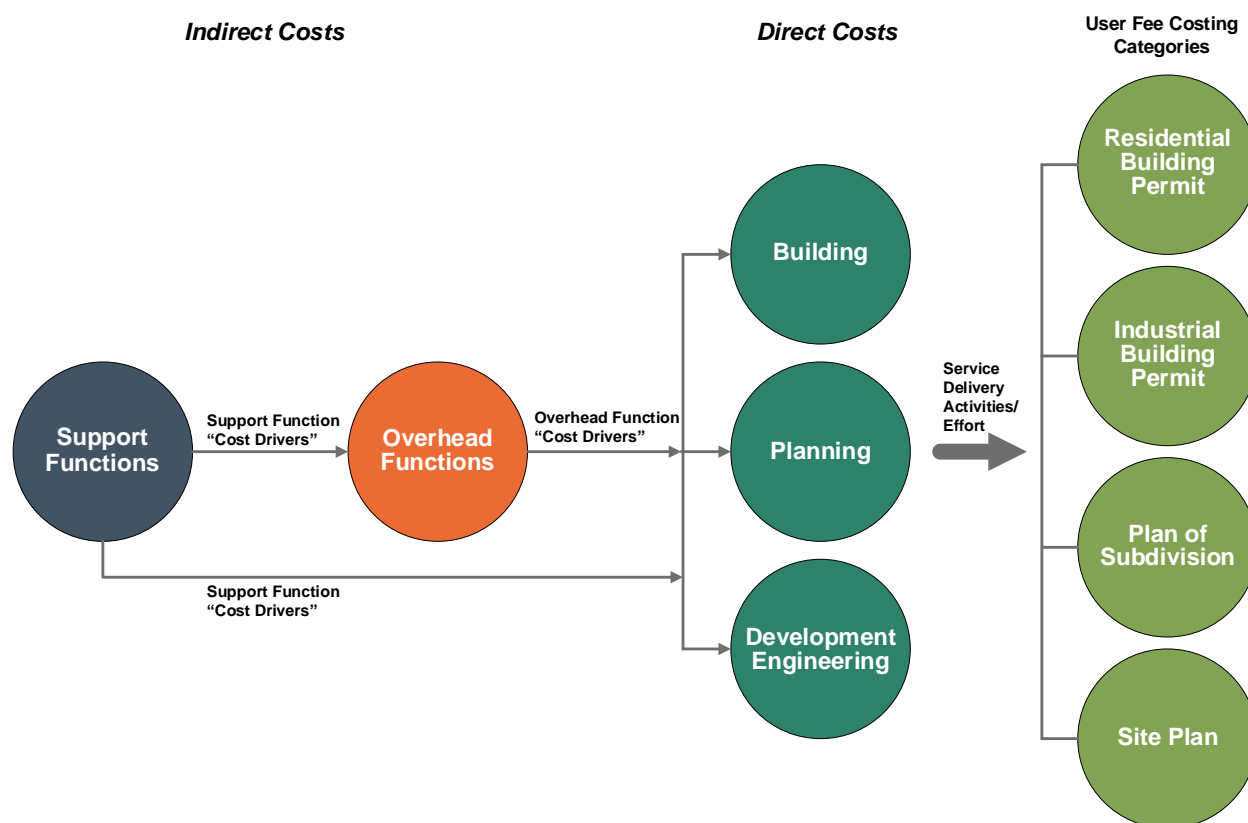 Indirect Costs
Direct Costs
User Fee Costing
Categories
Residential
Building
Permit
Building
Industrial
Building
Permit
Service
Delivery
Activities/
Effort
Support Function
“Cost Drivers”
Overhead Function
“Cost Drivers”
Support
Functions
Overhead
Functions
Planning
Plan of
Subdivision
Support Function
“Cost Drivers”
Development
Engineering
Site Plan